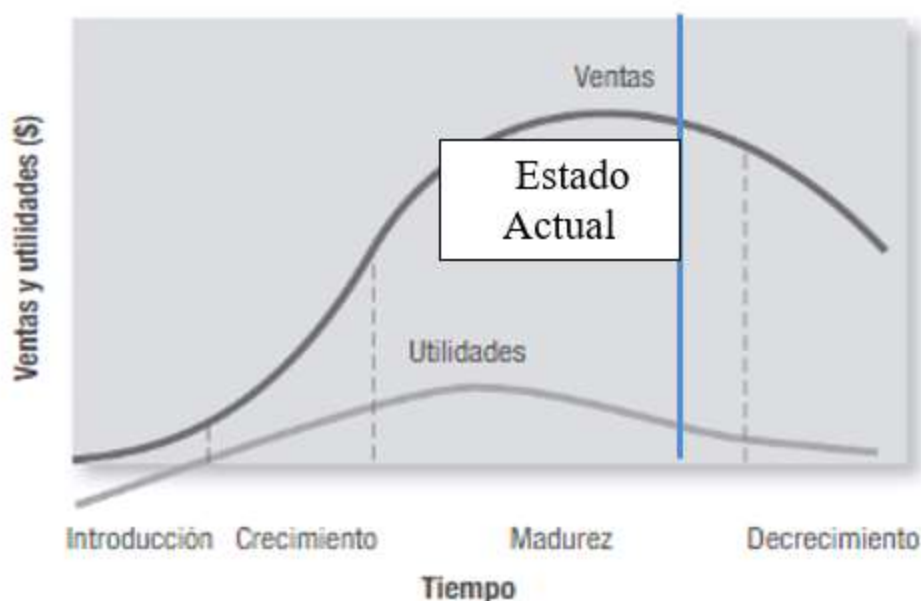 Ventas
Estado
Actual
Ventas y utilidades ($)
Utilidades
Introducción
Crecimiento
Madurez
Decrecimiento
Tiempo